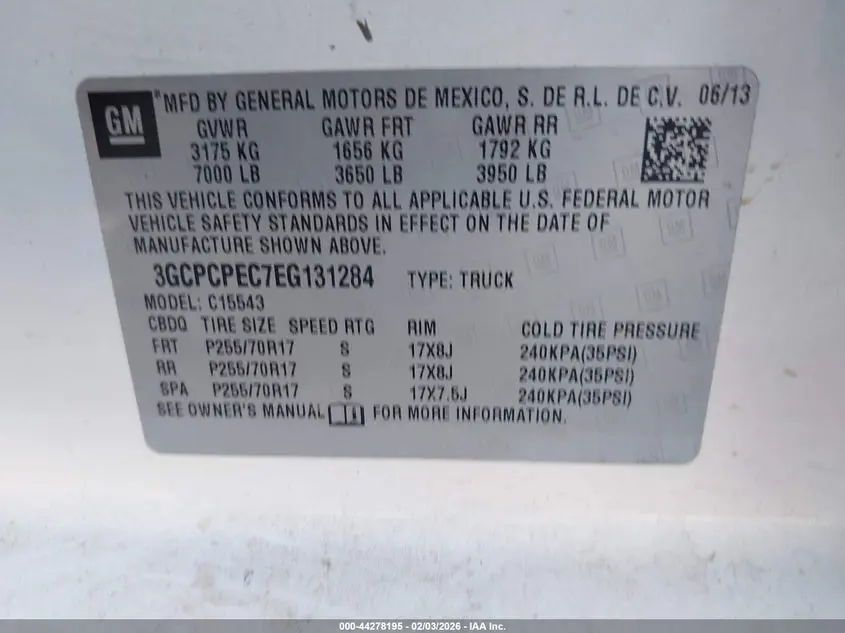 GM
*MFD BY GENERAL MOTORS DE MEXICO, S. DE R.L. DE C.V. 06/13
GVWR GAWR FRT GAWR RR
3175 KG 1656 KG 1792 KG
7000 LB 3650 LB 3950 LB
THIS VEHICLE CONFORMS TO ALL APPLICABLE U.S. FEDERAL MOTOR
VEHICLE SAFETY STANDARDS IN EFFECT ON THE DATE OF
MANUFACTURE SHOWN ABOVE.
3GCPCPEC7EG131284 TYPE: TRUCK
MODEL: C15543
CBDQ TIRE SIZE SPEED RTG RIM COLD TIRE PRESSURE
FRT P255/70R17 S 17X8J 240KPA(35PSI)
RR P255/70R17 S 17X8J 240KPA(35PSI)
SPA P255/70R17 S 17X7.5J 240KPA(35PSI)
SEE OWNER'S MANUAL FOR MORE INFORMATION.
000-44278195 - 02/03/2026 - IAA Inc.